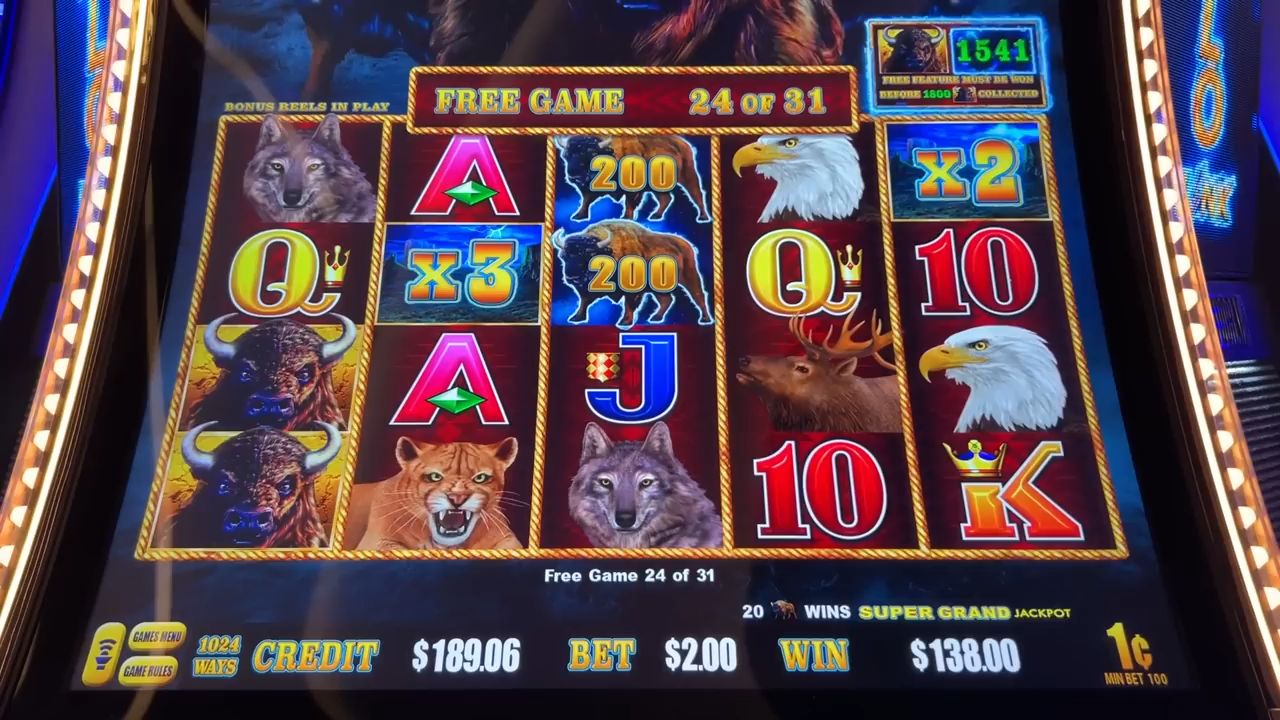 1541
FREE FEATURE MUST BE WON
BEFORE 1800 COLLECTED
BONUS REELS IN PLAY
FREE GAME 24 OF 31
A 200 X2
Q X3 200 Q 10
A J
10 K
Free Game 24 of 31
20 WINS SUPER GRAND JACKPOT
GAMES MENU
GAME RULES
1024
WAYS
CREDIT $189.06 BET $2.00 WIN $138.00
1¢
MIN BET 100